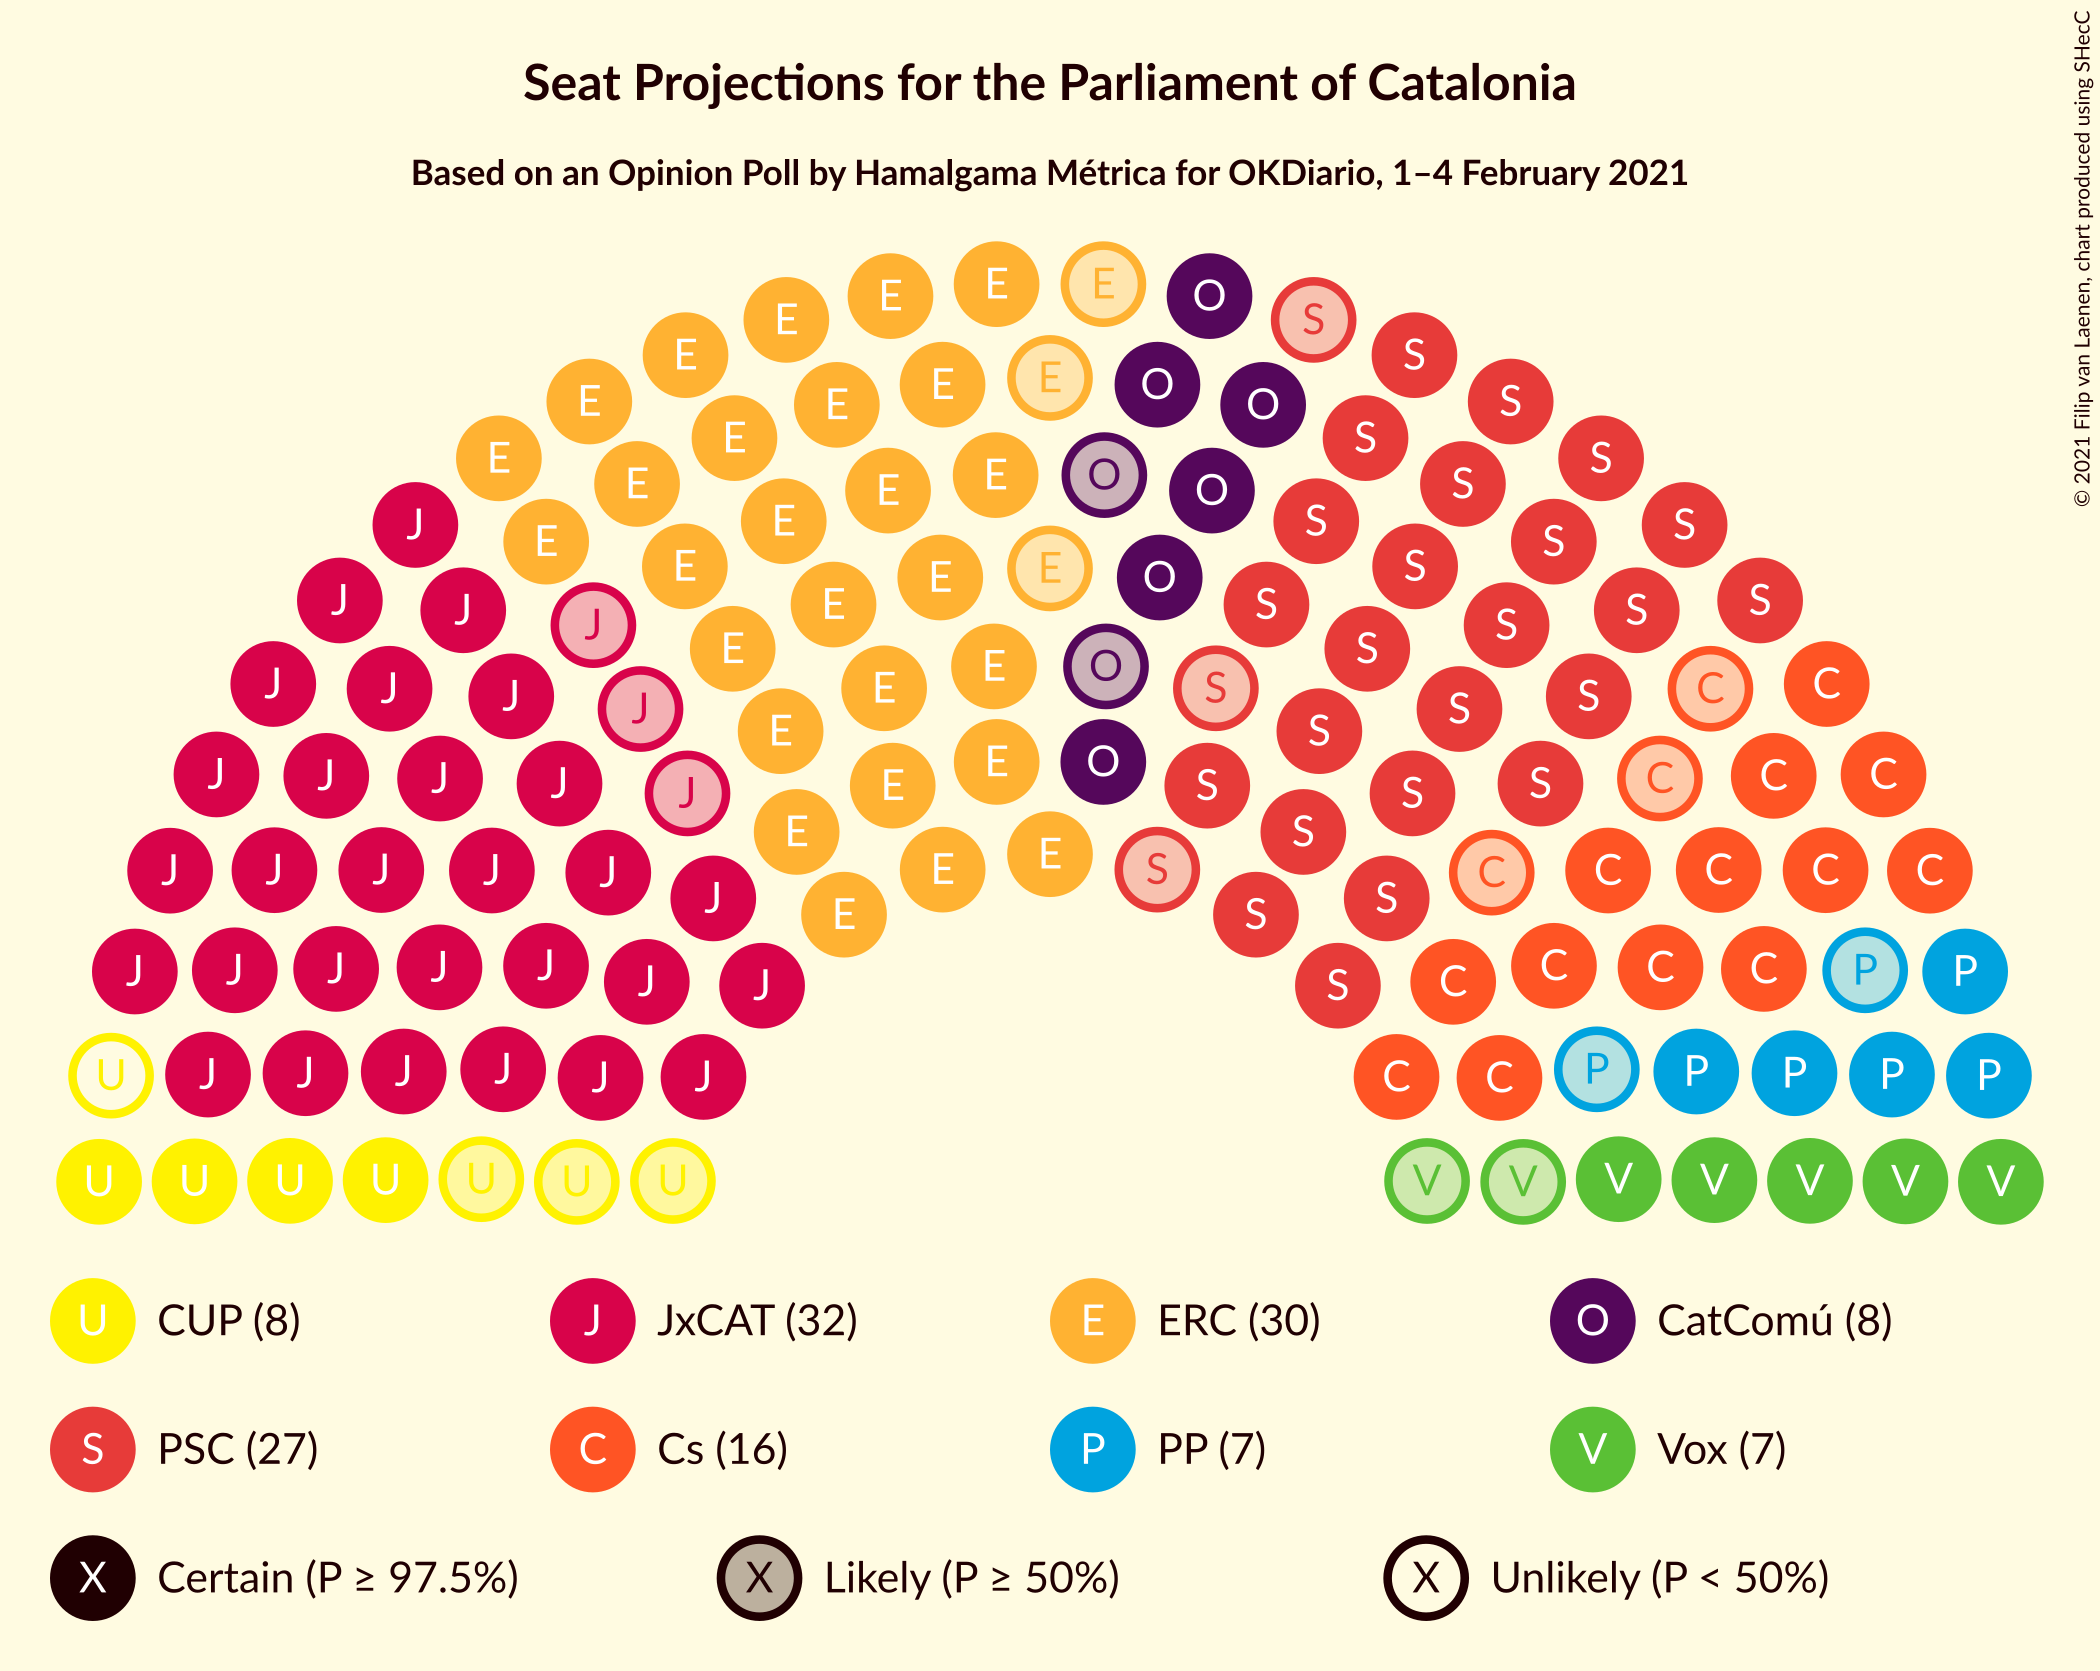 Seat Projections for the Parliament of Catalonia
Based on an Opinion Poll by Hamalgama Métrica for OKDiario, 1–4 February 2021
© 2021 Filip van Laenen, chart produced using SHecC
E E E O S
E E S
E E O O S
E E E S
E E O O S S
J E E E S S
E E O S S
J J J E E E S S S S
J E O S S
J J J J E E S S S C C
J J J J J E E E O S S S S C C C
J J J J J J E E E S S C C C C C
J J J J J J J E S S C C C C P P
U J J J J J J C C P P P P P
U U U U U U U V V V V V V V
U CUP (8) J JxCAT (32) E ERC (30) O CatComú (8)
S PSC (27) C Cs (16) P PP (7) V Vox (7)
X Certain (P ≥ 97.5%) X Likely (P ≥ 50%) X Unlikely (P < 50%)